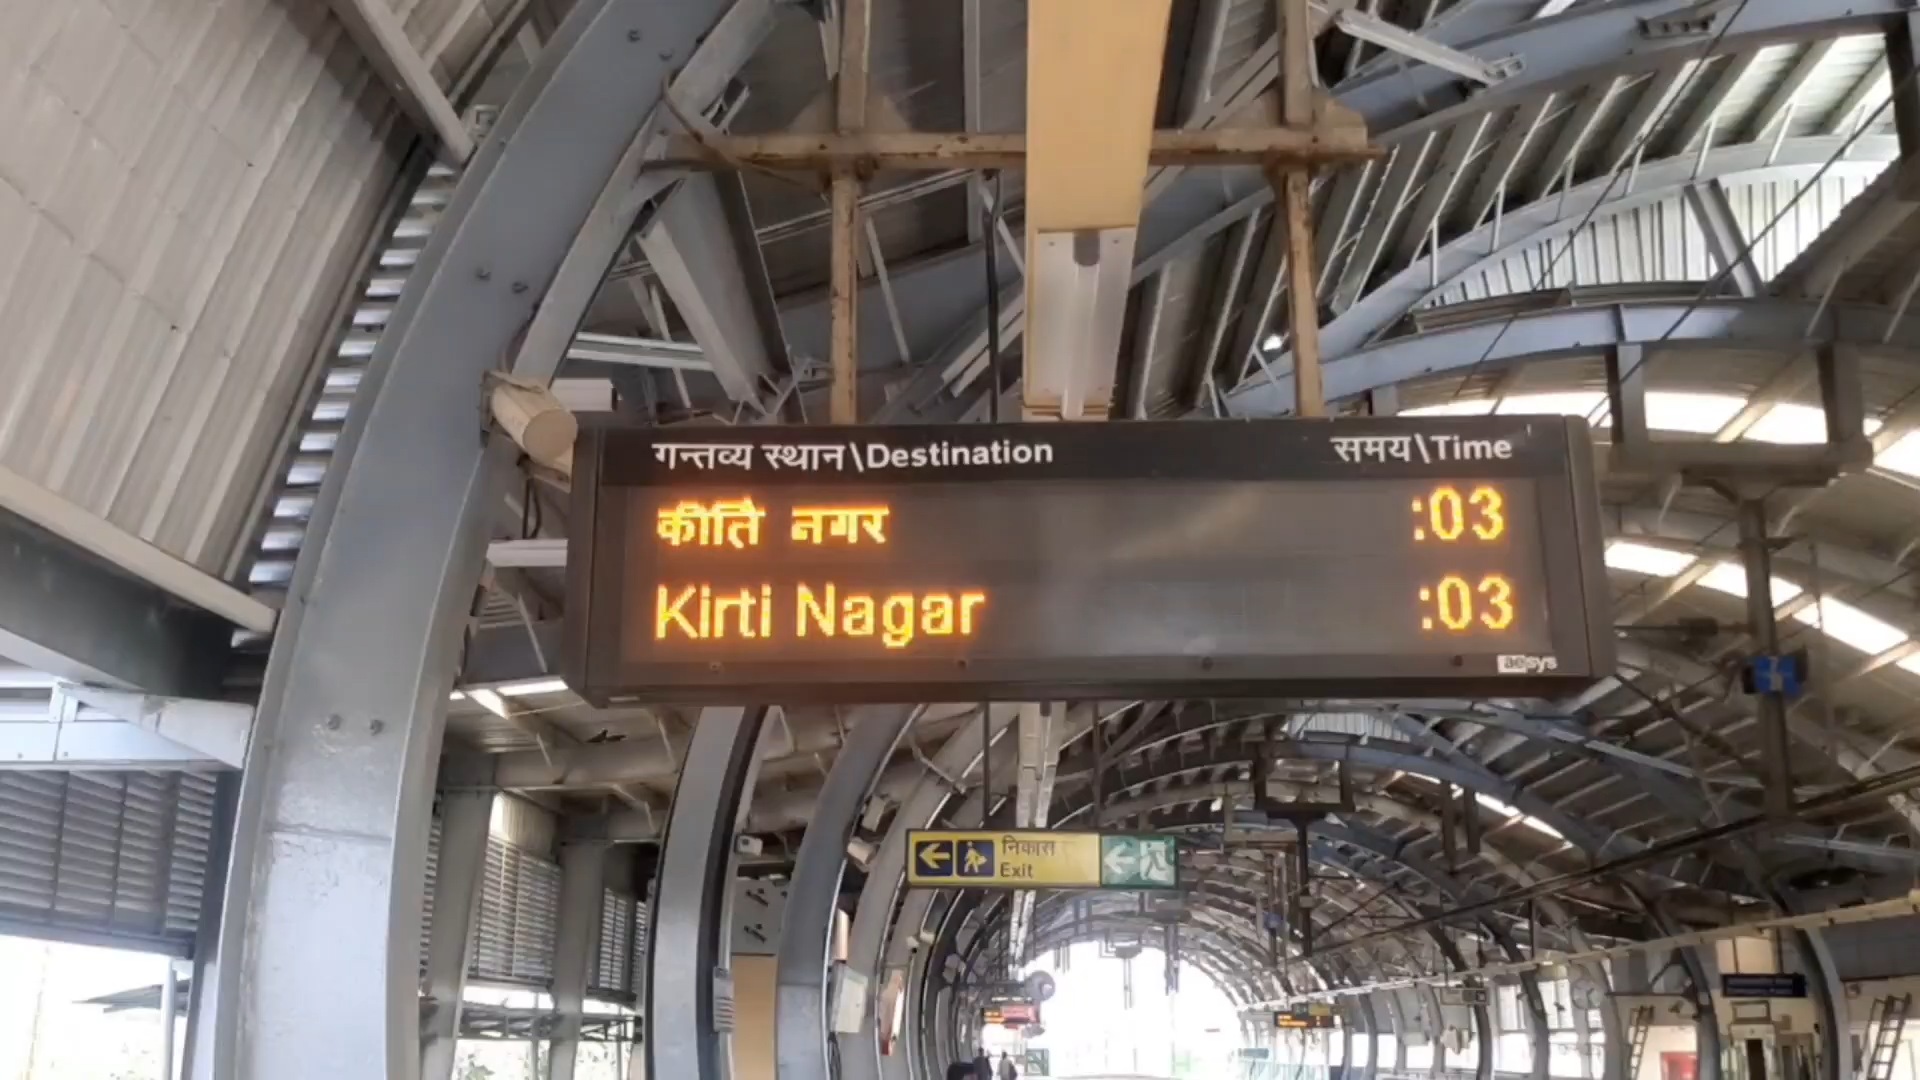 गन्तव्य स्थान\Destination समय\Time
कीर्ति नगर :03
Kirti Nagar :03
aesys
निकास
Exit